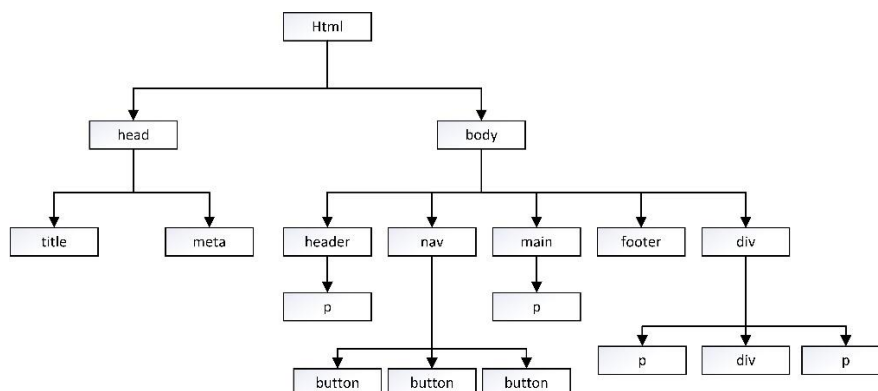 Html
head
body
title
meta
header
nav
main
footer
div
p
p
p
div
p
button
button
button